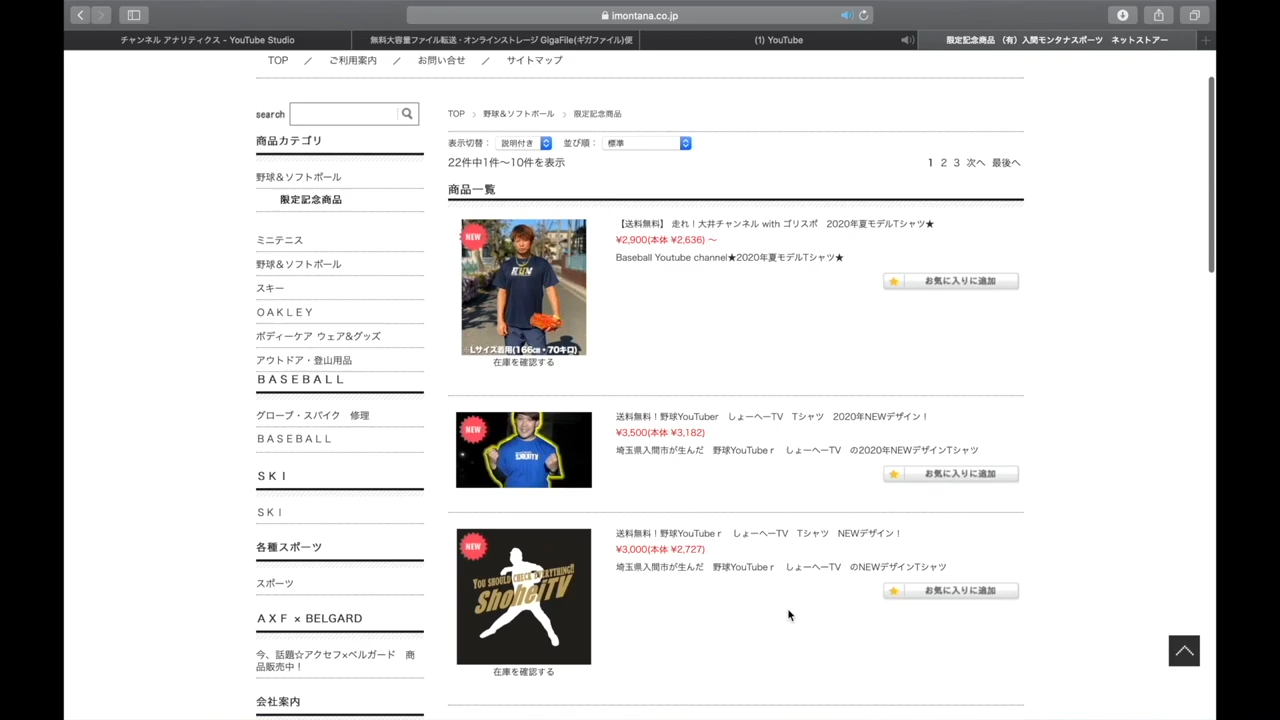 imontana.co.jp
チャンネル アナリティクス - YouTube Studio
無料大容量ファイル転送・オンラインストレージ GigaFile(ギガファイル)便
(1) YouTube
限定記念商品 （有）入間モンタナスポーツ　ネットストアー
TOP ／ ご利用案内 ／ お問い合せ ／ サイトマップ
search
商品カテゴリ
野球＆ソフトボール
限定記念商品
ミニテニス
野球＆ソフトボール
スキー
ＯＡＫＬＥＹ
ボディーケア ウェア&グッズ
アウトドア・登山用品
ＢＡＳＥＢＡＬＬ
グローブ・スパイク　修理
ＢＡＳＥＢＡＬＬ
ＳＫＩ
ＳＫＩ
各種スポーツ
スポーツ
ＡＸＦ × BELGARD
今、話題☆アクセフ×ベルガード　商
品販売中！
会社案内
TOP > 野球＆ソフトボール > 限定記念商品
表示切替： 説明付き 並び順： 標準
22件中1件～10件を表示
1 2 3 次へ 最後へ
商品一覧
NEW
Lサイズ着用(166㎝・70キロ)
在庫を確認する
【送料無料】 走れ！大井チャンネル with ゴリスポ　2020年夏モデルTシャツ★
¥2,900(本体 ¥2,636) ～
Baseball Youtube channel★2020年夏モデルTシャツ★
お気に入りに追加
NEW
送料無料！野球YouTuber　しょーへーTV　Tシャツ　2020年NEWデザイン！
¥3,500(本体 ¥3,182)
埼玉県入間市が生んだ　野球YouTubeｒ　しょーへーTV　の2020年NEWデザインTシャツ
お気に入りに追加
NEW
YOU SHOULD CHECK EVERYTHING!!
ShoheiTV
在庫を確認する
送料無料！野球YouTubeｒ　しょーへーTV　Tシャツ　NEWデザイン！
¥3,000(本体 ¥2,727)
埼玉県入間市が生んだ　野球YouTubeｒ　しょーへーTV　のNEWデザインTシャツ
お気に入りに追加